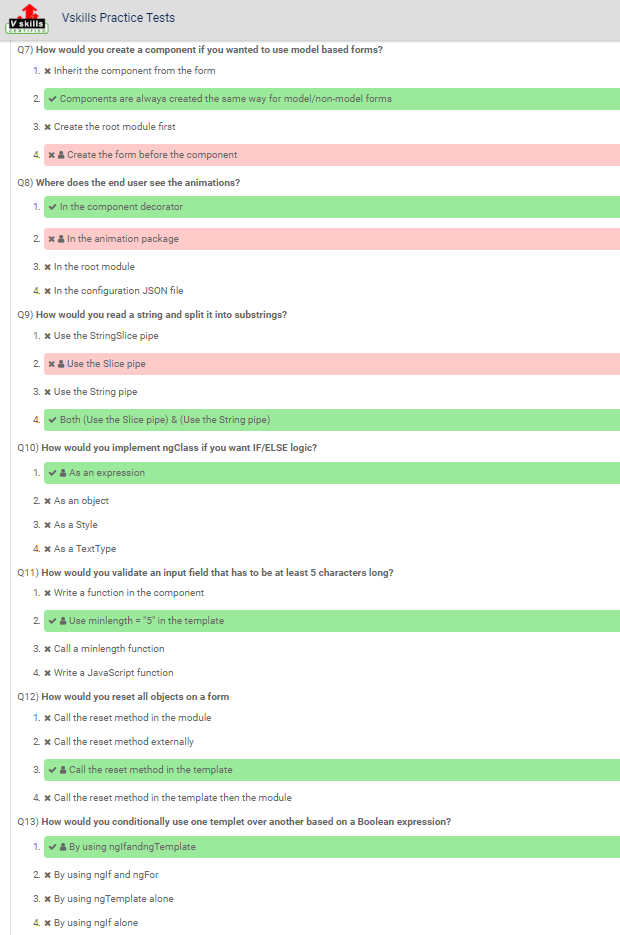 V skills
CERTIFIED
Vskills Practice Tests
Q7) How would you create a component if you wanted to use model based forms?
1. Inherit the component from the form
2. Components are always created the same way for model/non-model forms
3. Create the root module first
4. Create the form before the component
Q8) Where does the end user see the animations?
1. In the component decorator
2. In the animation package
3. In the root module
4. In the configuration JSON file
Q9) How would you read a string and split it into substrings?
1. Use the StringSlice pipe
2. Use the Slice pipe
3. Use the String pipe
4. Both (Use the Slice pipe) & (Use the String pipe)
Q10) How would you implement ngClass if you want IF/ELSE logic?
1. As an expression
2. As an object
3. As a Style
4. As a TextType
Q11) How would you validate an input field that has to be at least 5 characters long?
1. Write a function in the component
2. Use minlength = "5" in the template
3. Call a minlength function
4. Write a JavaScript function
Q12) How would you reset all objects on a form
1. Call the reset method in the module
2. Call the reset method externally
3. Call the reset method in the template
4. Call the reset method in the template then the module
Q13) How would you conditionally use one templet over another based on a Boolean expression?
1. By using ngIfandngTemplate
2. By using ngIf and ngFor
3. By using ngTemplate alone
4. By using ngIf alone